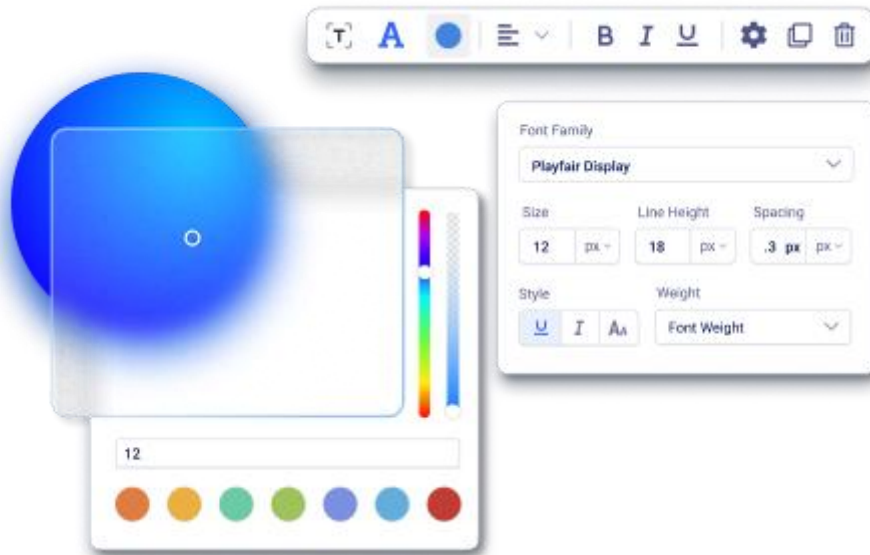 T A B I U
Font Family
Playfair Display
Size Line Height Spacing
12 px 18 px .3 px px
Style Weight
U I AA Font Weight
12